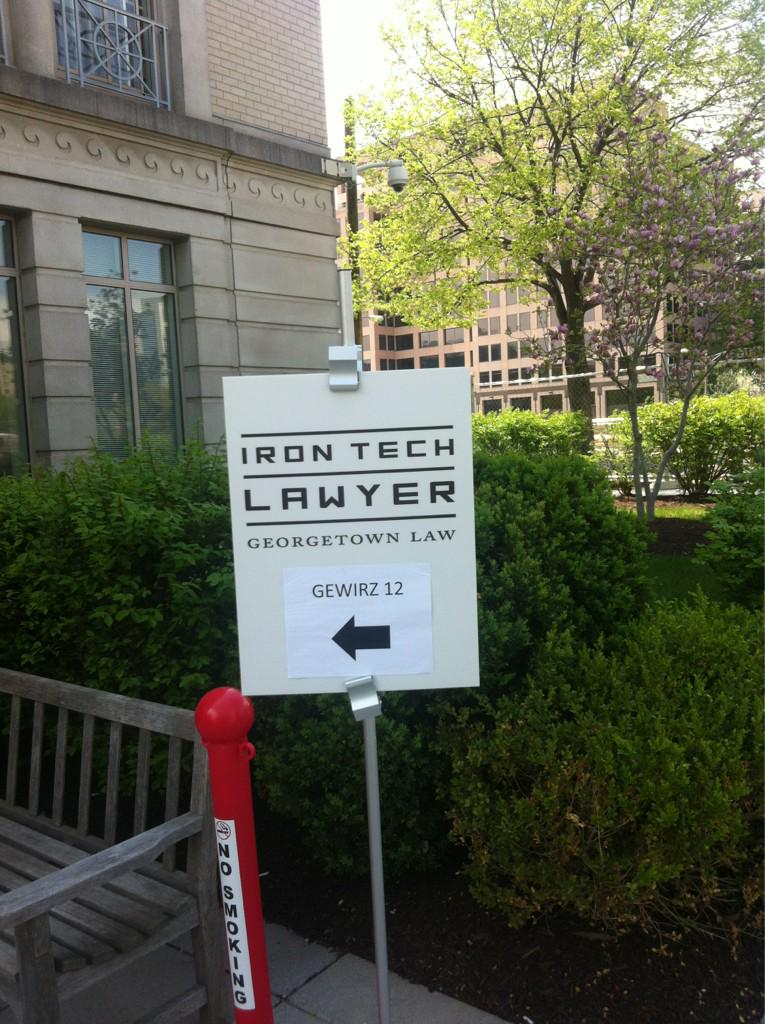 IRON TECH
LAWYER
GEORGETOWN LAW
GEWIRZ 12
NO SMOKING